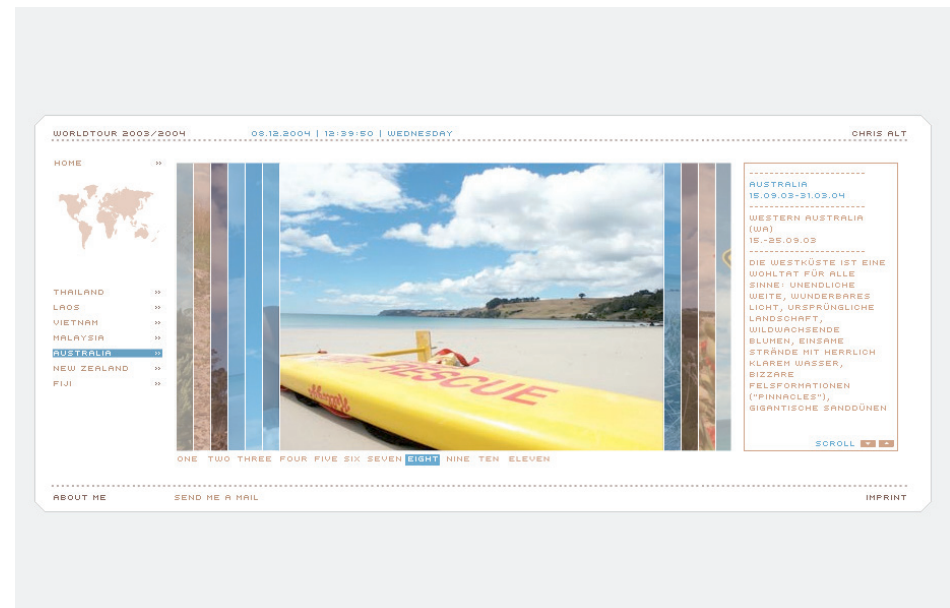 WORLDTOUR 2003/2004
08.12.2004 | 12:39:50 | WEDNESDAY
CHRIS ALT
HOME »
THAILAND »
LAOS »
VIETNAM »
MALAYSIA »
AUSTRALIA »
NEW ZEALAND »
FIJI »
RESCUE
ONE TWO THREE FOUR FIVE SIX SEVEN EIGHT NINE TEN ELEVEN
AUSTRALIA
15.09.03-31.03.04
WESTERN AUSTRALIA
(WA)
15.-25.09.03
DIE WESTKÜSTE IST EINE
WOHLTAT FÜR ALLE
SINNE: UNENDLICHE
WEITE, WUNDERBARES
LICHT, URSPRÜNGLICHE
LANDSCHAFT,
WILDWACHSENDE
BLUMEN, EINSAME
STRÄNDE MIT HERRLICH
KLAREM WASSER,
BIZZARE
FELSFORMATIONEN
("PINNACLES"),
GIGANTISCHE SANDDÜNEN
SCROLL
ABOUT ME
SEND ME A MAIL
IMPRINT